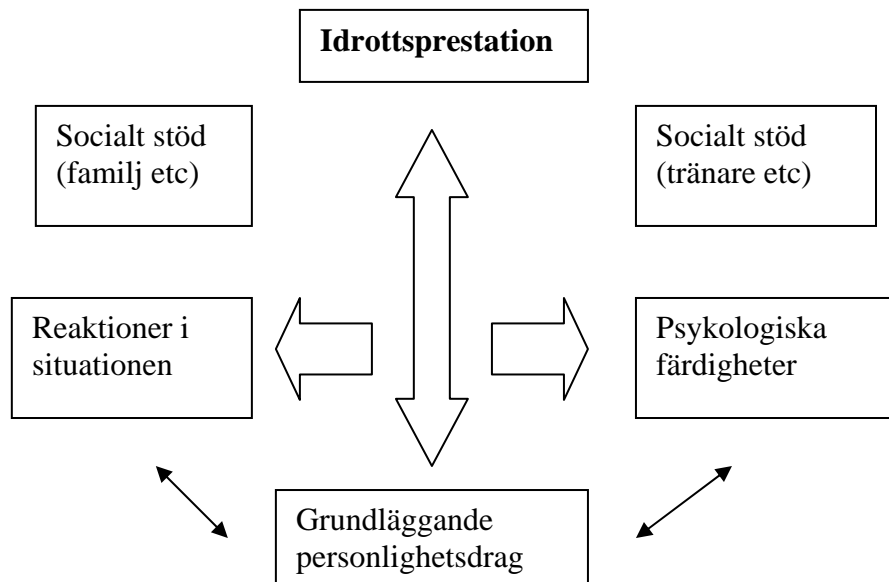 Idrottsprestation
Socialt stöd
(familj etc)
Socialt stöd
(tränare etc)
Reaktioner i
situationen
Psykologiska
färdigheter
Grundläggande
personlighetsdrag